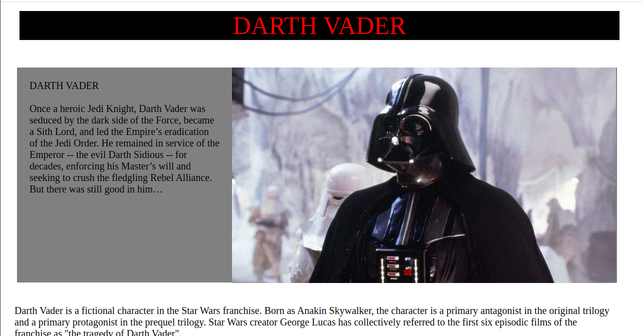 DARTH VADER
DARTH VADER
Once a heroic Jedi Knight, Darth Vader was
seduced by the dark side of the Force, became
a Sith Lord, and led the Empire’s eradication
of the Jedi Order. He remained in service of the
Emperor -- the evil Darth Sidious -- for
decades, enforcing his Master’s will and
seeking to crush the fledgling Rebel Alliance.
But there was still good in him…
Darth Vader is a fictional character in the Star Wars franchise. Born as Anakin Skywalker, the character is a primary antagonist in the original trilogy
and a primary protagonist in the prequel trilogy. Star Wars creator George Lucas has collectively referred to the first six episodic films of the
franchise as "the tragedy of Darth Vader"